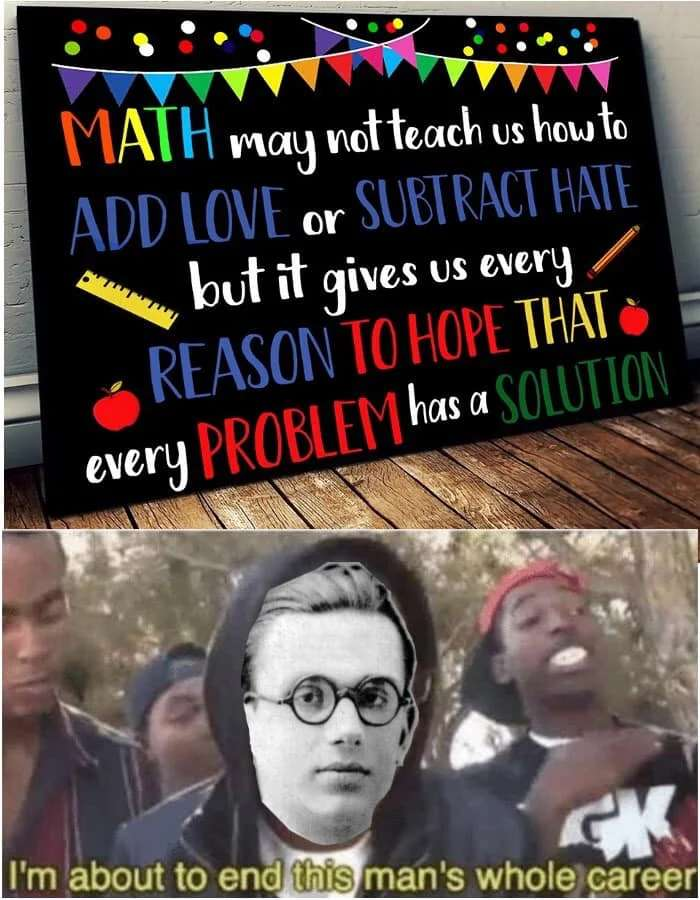 MATH may not teach us how to
ADD LOVE or SUBTRACT HATE
but it gives us every
REASON TO HOPE THAT
every PROBLEM has a SOLUTION
GK
I'm about to end this man's whole career